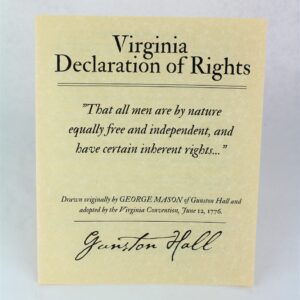 Virginia
Declaration of Rights
"That all men are by nature
equally free and independent, and
have certain inherent rights..."
Drawn originally by GEORGE MASON of Gunston Hall and
adopted by the Virginia Convention, June 12, 1776.
Gunston Hall